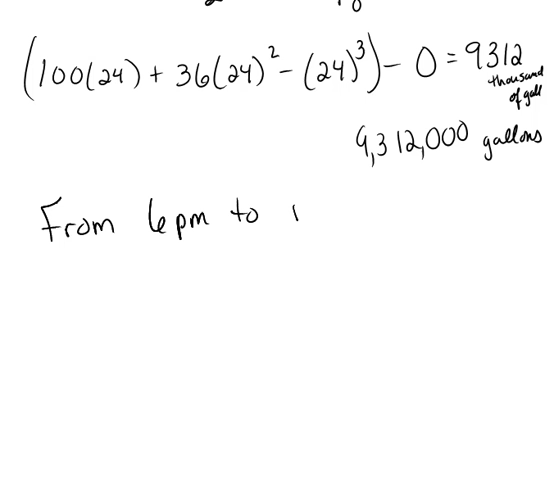 (100(24) + 36(24)² - (24)³) - 0 = 9312
thousand
of gall
9,312,000 gallons
From 6pm to